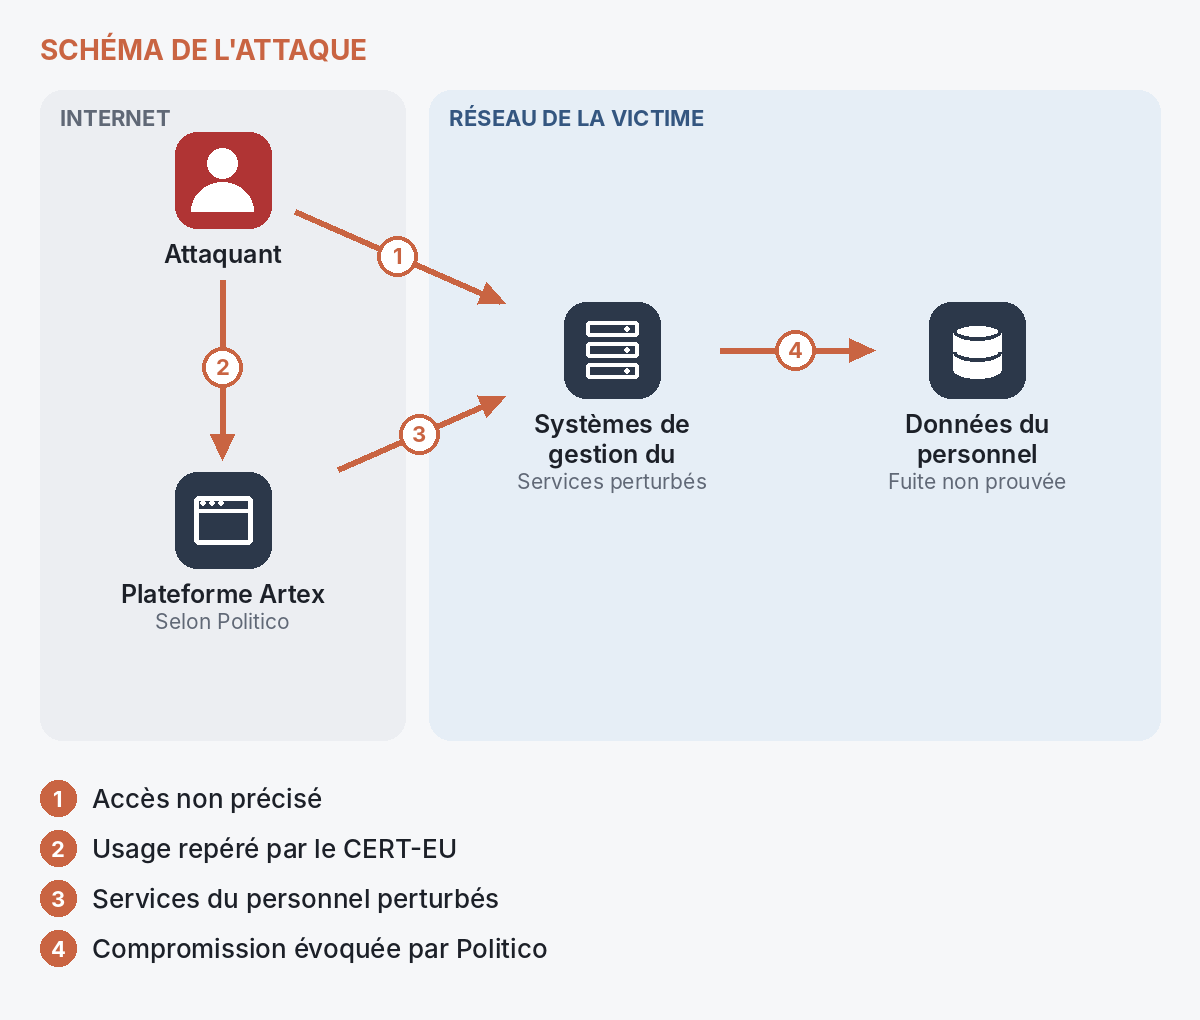 SCHÉMA DE L'ATTAQUE
INTERNET
RÉSEAU DE LA VICTIME
Attaquant
1
2
3
4
Systèmes de
gestion du
Services perturbés
Données du
personnel
Fuite non prouvée
Plateforme Artex
Selon Politico
1 Accès non précisé
2 Usage repéré par le CERT-EU
3 Services du personnel perturbés
4 Compromission évoquée par Politico